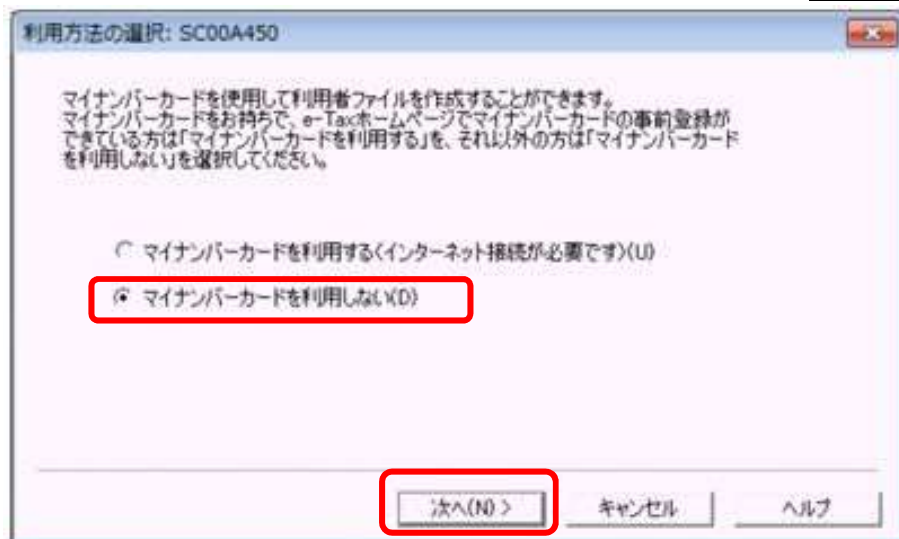 利用方法の選択: SC00A450
マイナンバーカードを使用して利用者ファイルを作成することができます。
マイナンバーカードをお持ちで、e-Taxホームページでマイナンバーカードの事前登録が
できている方は「マイナンバーカードを利用する」を、それ以外の方は「マイナンバーカード
を利用しない」を選択してください。
マイナンバーカードを利用する(インターネット接続が必要です)(U)
マイナンバーカードを利用しない(D)
次へ(N) > キャンセル ヘルプ